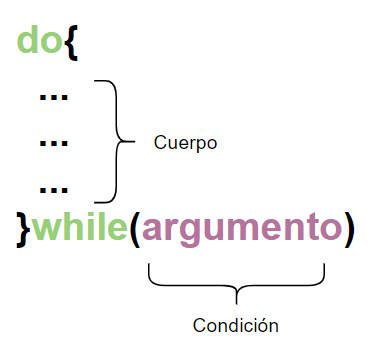 do{
...
... Cuerpo
...
}while(argumento)
Condición